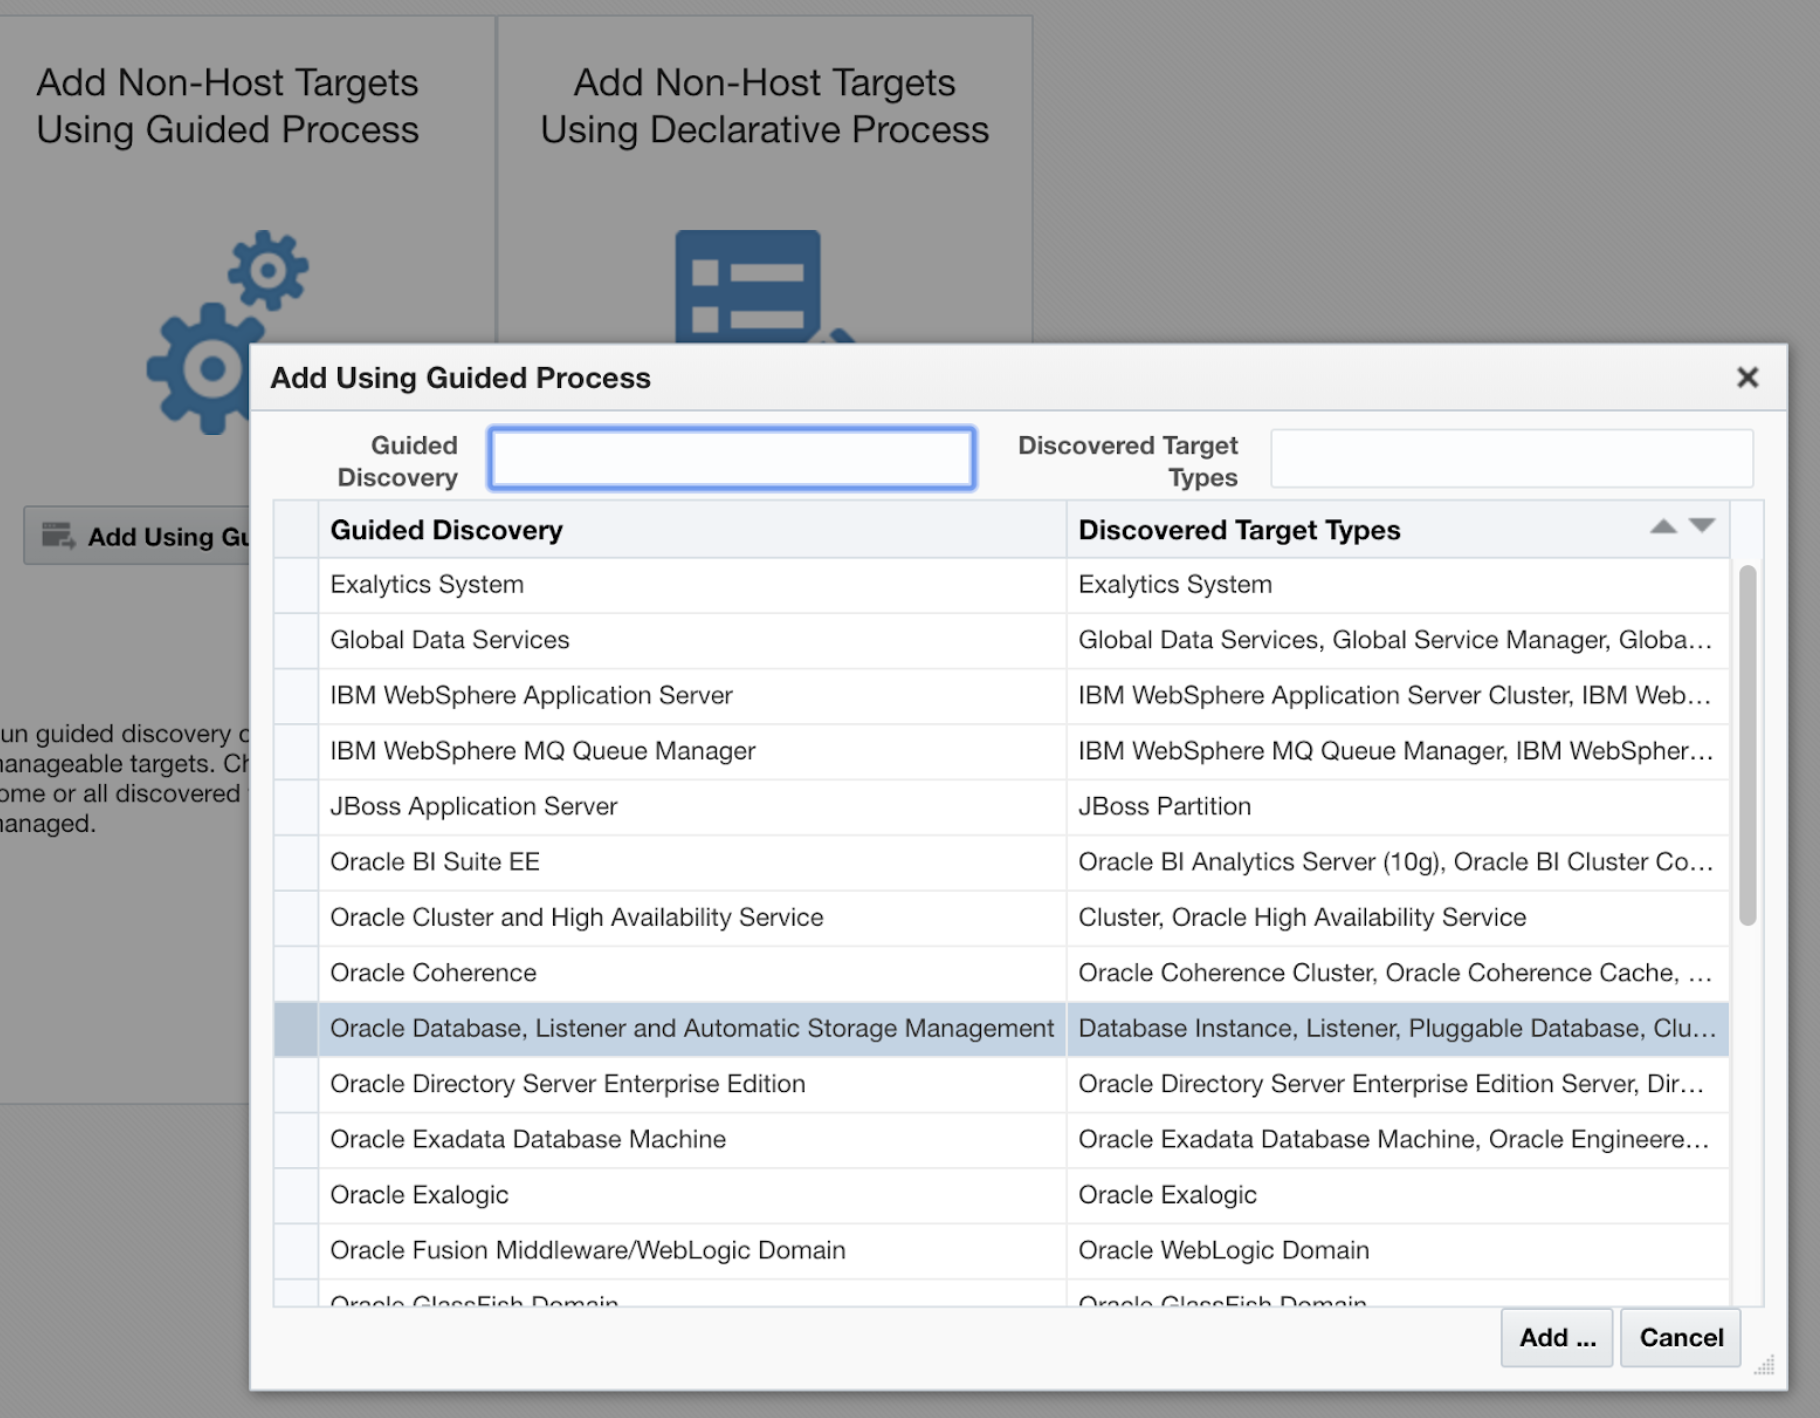 Add Non-Host Targets
Using Guided Process
Add Non-Host Targets
Using Declarative Process
Add Using Gu
un guided discovery
manageable targets.
ome or all discovered
managed.
Add Using Guided Process
Guided
Discovery
Discovered Target
Types
Guided Discovery Discovered Target Types
Exalytics System Exalytics System
Global Data Services Global Data Services, Global Service Manager, Globa...
IBM WebSphere Application Server IBM WebSphere Application Server Cluster, IBM Web...
IBM WebSphere MQ Queue Manager IBM WebSphere MQ Queue Manager, IBM WebSpher...
JBoss Application Server JBoss Partition
Oracle BI Suite EE Oracle BI Analytics Server (10g), Oracle BI Cluster Co...
Oracle Cluster and High Availability Service Cluster, Oracle High Availability Service
Oracle Coherence Oracle Coherence Cluster, Oracle Coherence Cache, ...
Oracle Database, Listener and Automatic Storage Management Database Instance, Listener, Pluggable Database, Clu...
Oracle Directory Server Enterprise Edition Oracle Directory Server Enterprise Edition Server, Dir...
Oracle Exadata Database Machine Oracle Exadata Database Machine, Oracle Engineere...
Oracle Exalogic Oracle Exalogic
Oracle Fusion Middleware/WebLogic Domain Oracle WebLogic Domain
Oracle GlassFish Domain Oracle GlassFish Domain
Add ... Cancel